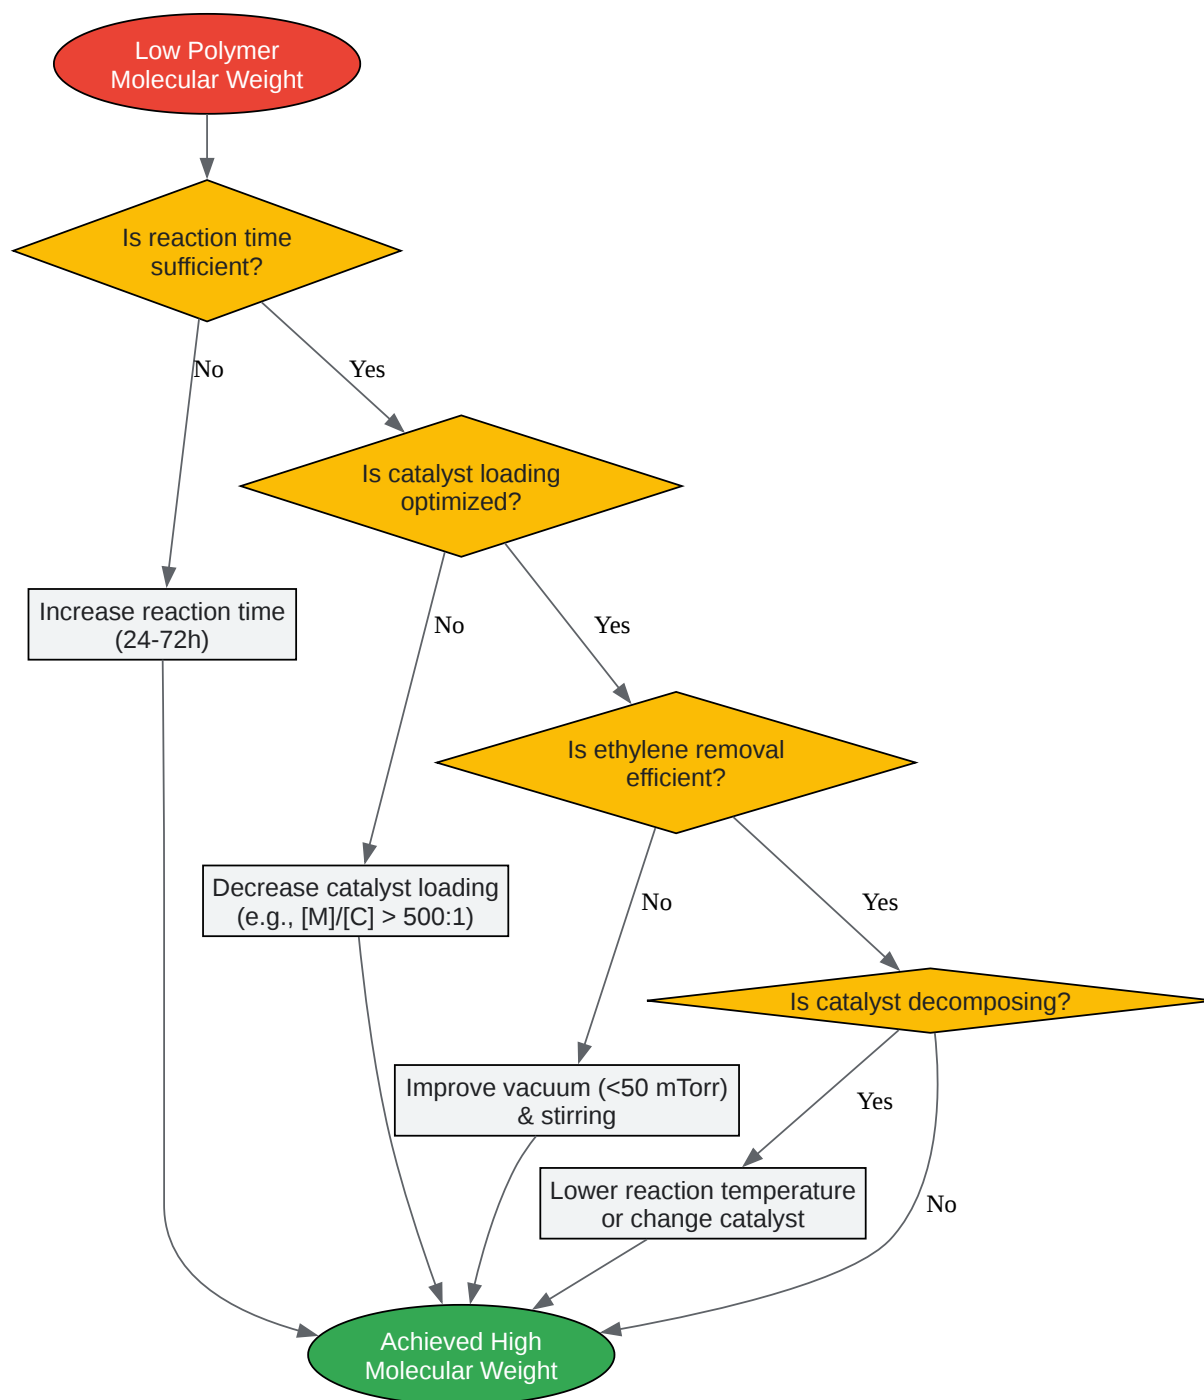 Low Polymer
Molecular Weight
Is reaction time
sufficient?
No
Yes
Is catalyst loading
optimized?
Increase reaction time
(24-72h)
No
Yes
Is ethylene removal
efficient?
Decrease catalyst loading
(e.g., [M]/[C] > 500:1)
No
Yes
Is catalyst decomposing?
Improve vacuum (<50 mTorr)
& stirring
Yes
Lower reaction temperature
or change catalyst
No
Achieved High
Molecular Weight